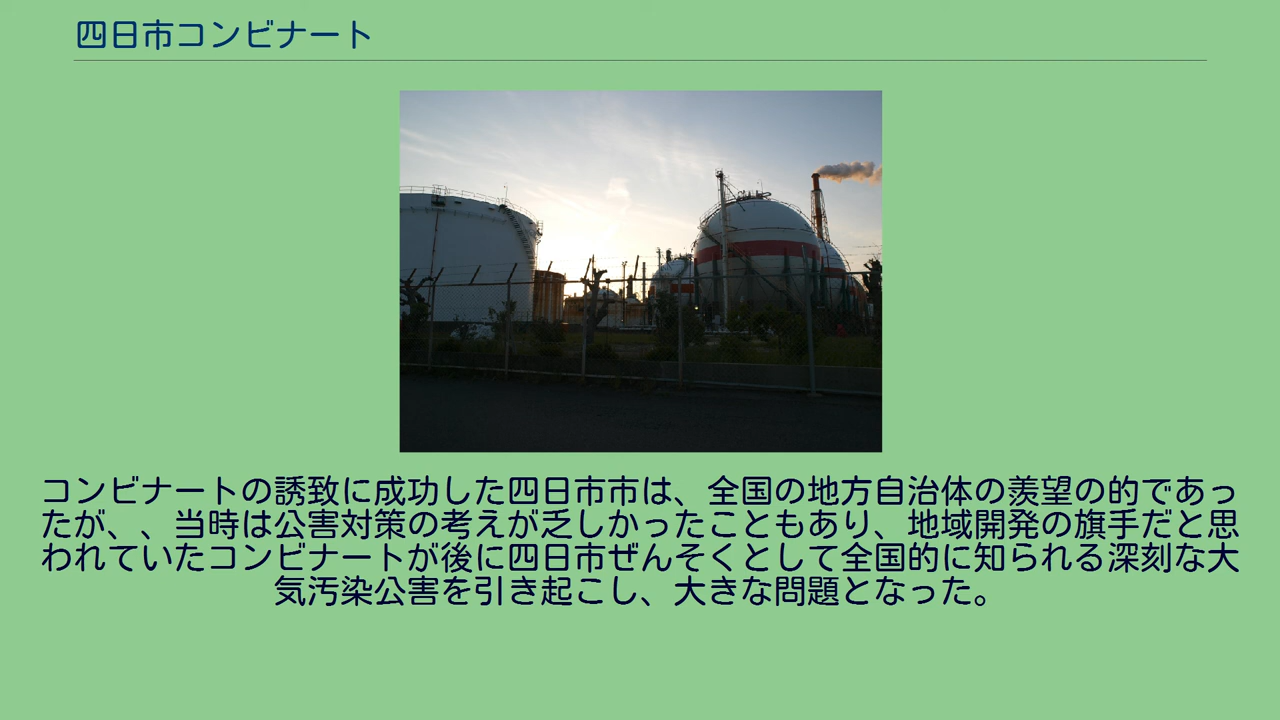 四日市コンビナート
コンビナートの誘致に成功した四日市市は、全国の地方自治体の羨望の的であっ
たが、、当時は公害対策の考えが乏しかったこともあり、地域開発の旗手だと思
われていたコンビナートが後に四日市ぜんそくとして全国的に知られる深刻な大
気汚染公害を引き起こし、大きな問題となった。